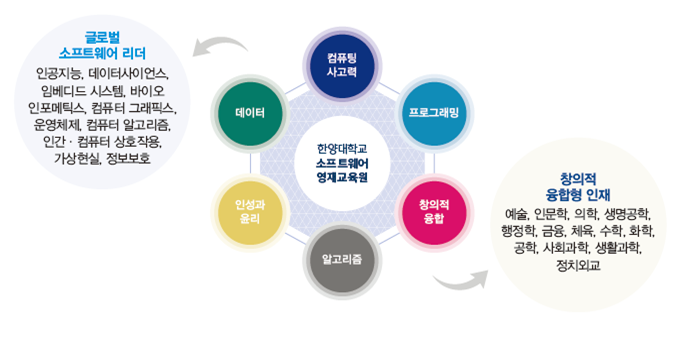 글로벌
소프트웨어 리더
인공지능, 데이터사이언스,
임베디드 시스템, 바이오
인포메틱스, 컴퓨터 그래픽스,
운영체제, 컴퓨터 알고리즘,
인간 · 컴퓨터 상호작용,
가상현실, 정보보호
컴퓨팅
사고력
데이터
프로그래밍
한양대학교
소프트웨어
영재교육원
인성과
윤리
창의적
융합
알고리즘
창의적
융합형 인재
예술, 인문학, 의학, 생명공학,
행정학, 금융, 체육, 수학, 화학,
공학, 사회과학, 생활과학,
정치외교